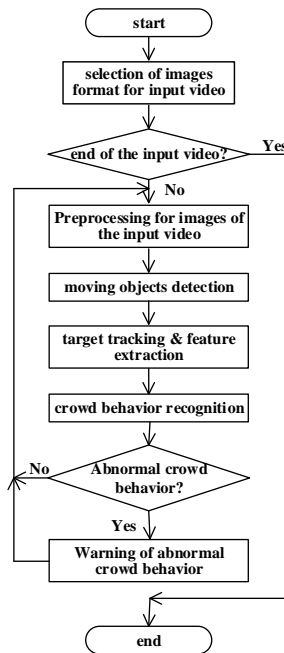 start
selection of images
format for input video
end of the input video?
Yes
No
Preprocessing for images of
the input video
moving objects detection
target tracking & feature
extraction
crowd behavior recognition
Abnormal crowd
behavior?
No
Yes
Warning of abnormal
crowd behavior
end